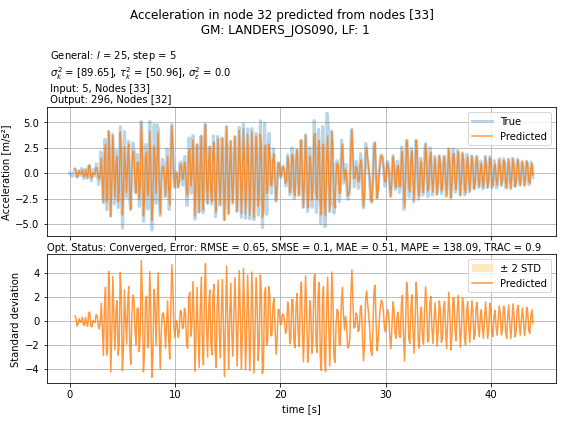 Acceleration in node 32 predicted from nodes [33]
GM: LANDERS_JOS090, LF: 1
General: l = 25, step = 5
σ²ₖ = [89.65], τ²ₖ = [50.96], σ²ε = 0.0
Input: 5, Nodes [33]
Output: 296, Nodes [32]
Acceleration [m/s²]
5.0
2.5
0.0
−2.5
−5.0
True
Predicted
Opt. Status: Converged, Error: RMSE = 0.65, SMSE = 0.1, MAE = 0.51, MAPE = 138.09, TRAC = 0.9
Standard deviation
4
2
0
−2
−4
± 2 STD
Predicted
0 10 20 30 40
time [s]